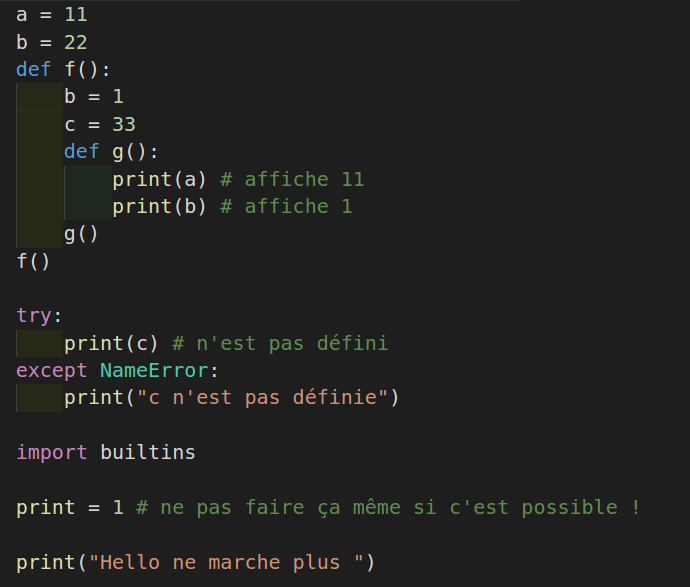 a = 11
b = 22
def f():
    b = 1
    c = 33
    def g():
        print(a) # affiche 11
        print(b) # affiche 1
    g()
f()

try:
    print(c) # n'est pas défini
except NameError:
    print("c n'est pas définie")

import builtins

print = 1 # ne pas faire ça même si c'est possible !

print("Hello ne marche plus ")